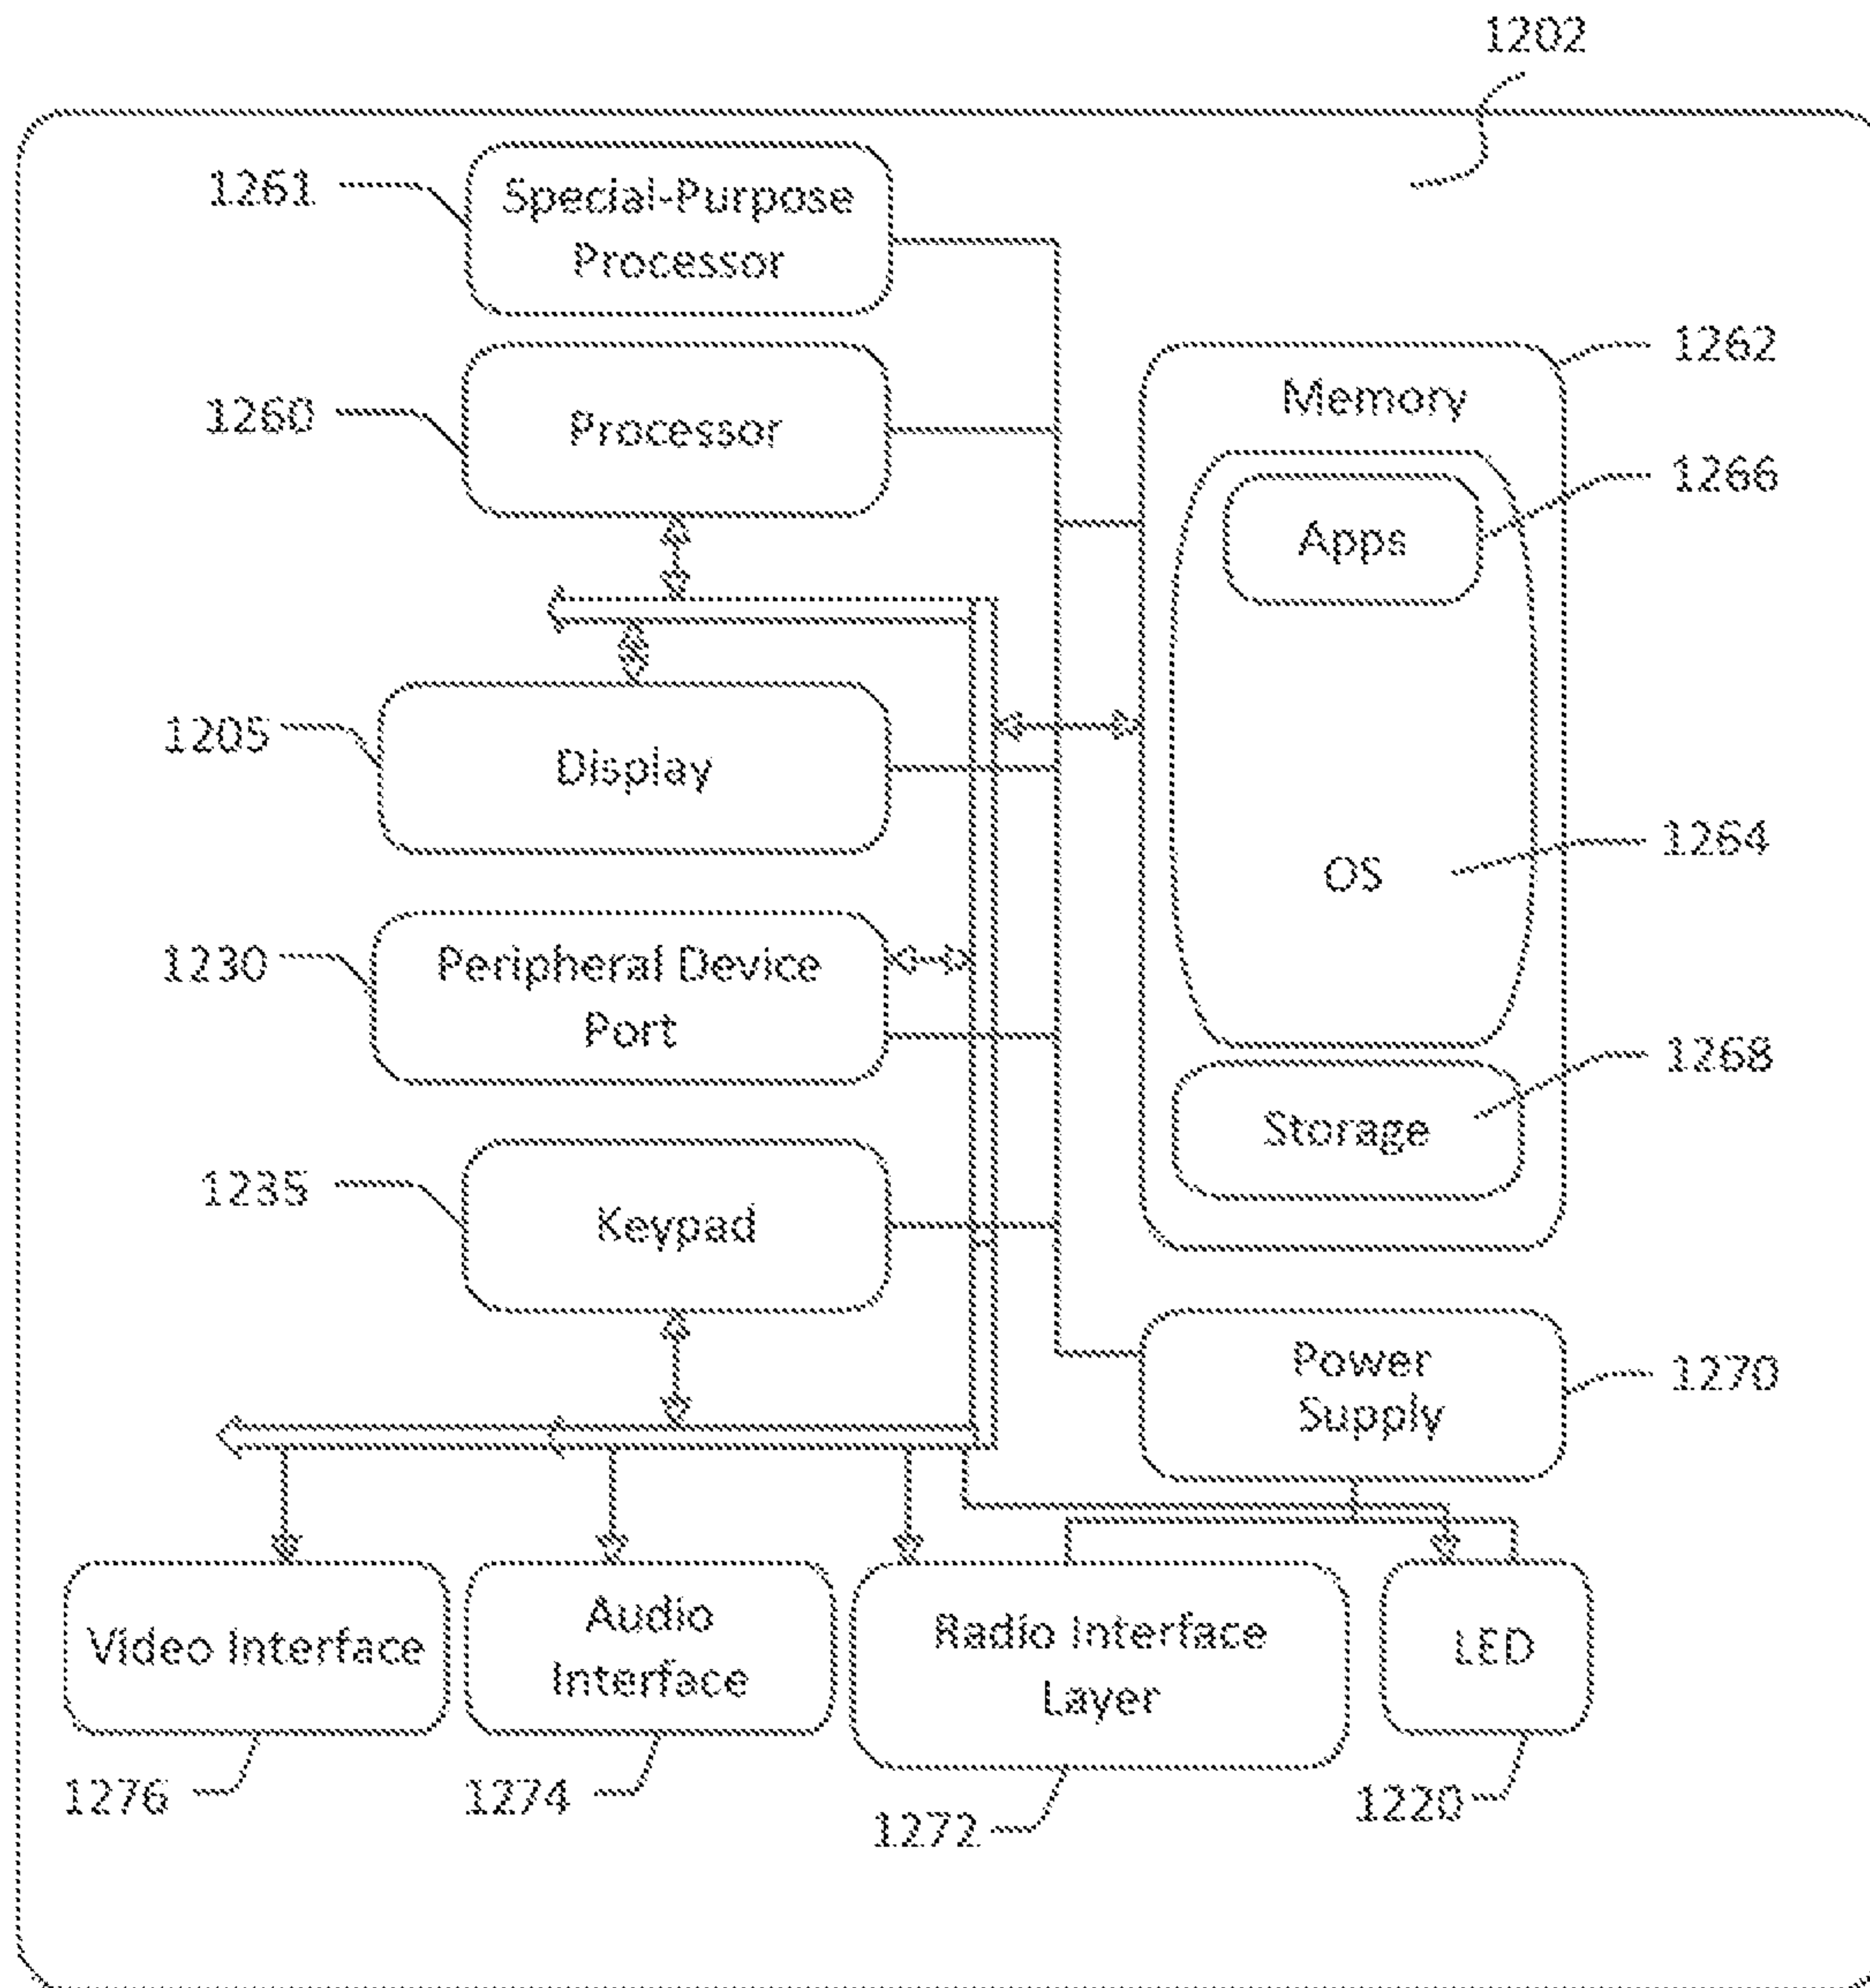 1202
1261
Special-Purpose
Processor
1262
Memory
1260
Processor
1266
Apps
1205
Display
1264
OS
1230
Peripheral Device
Port
1268
Storage
1235
Keypad
Power
Supply
1270
Video Interface
Audio
Interface
Radio Interface
Layer
LED
1276
1274
1272
1220